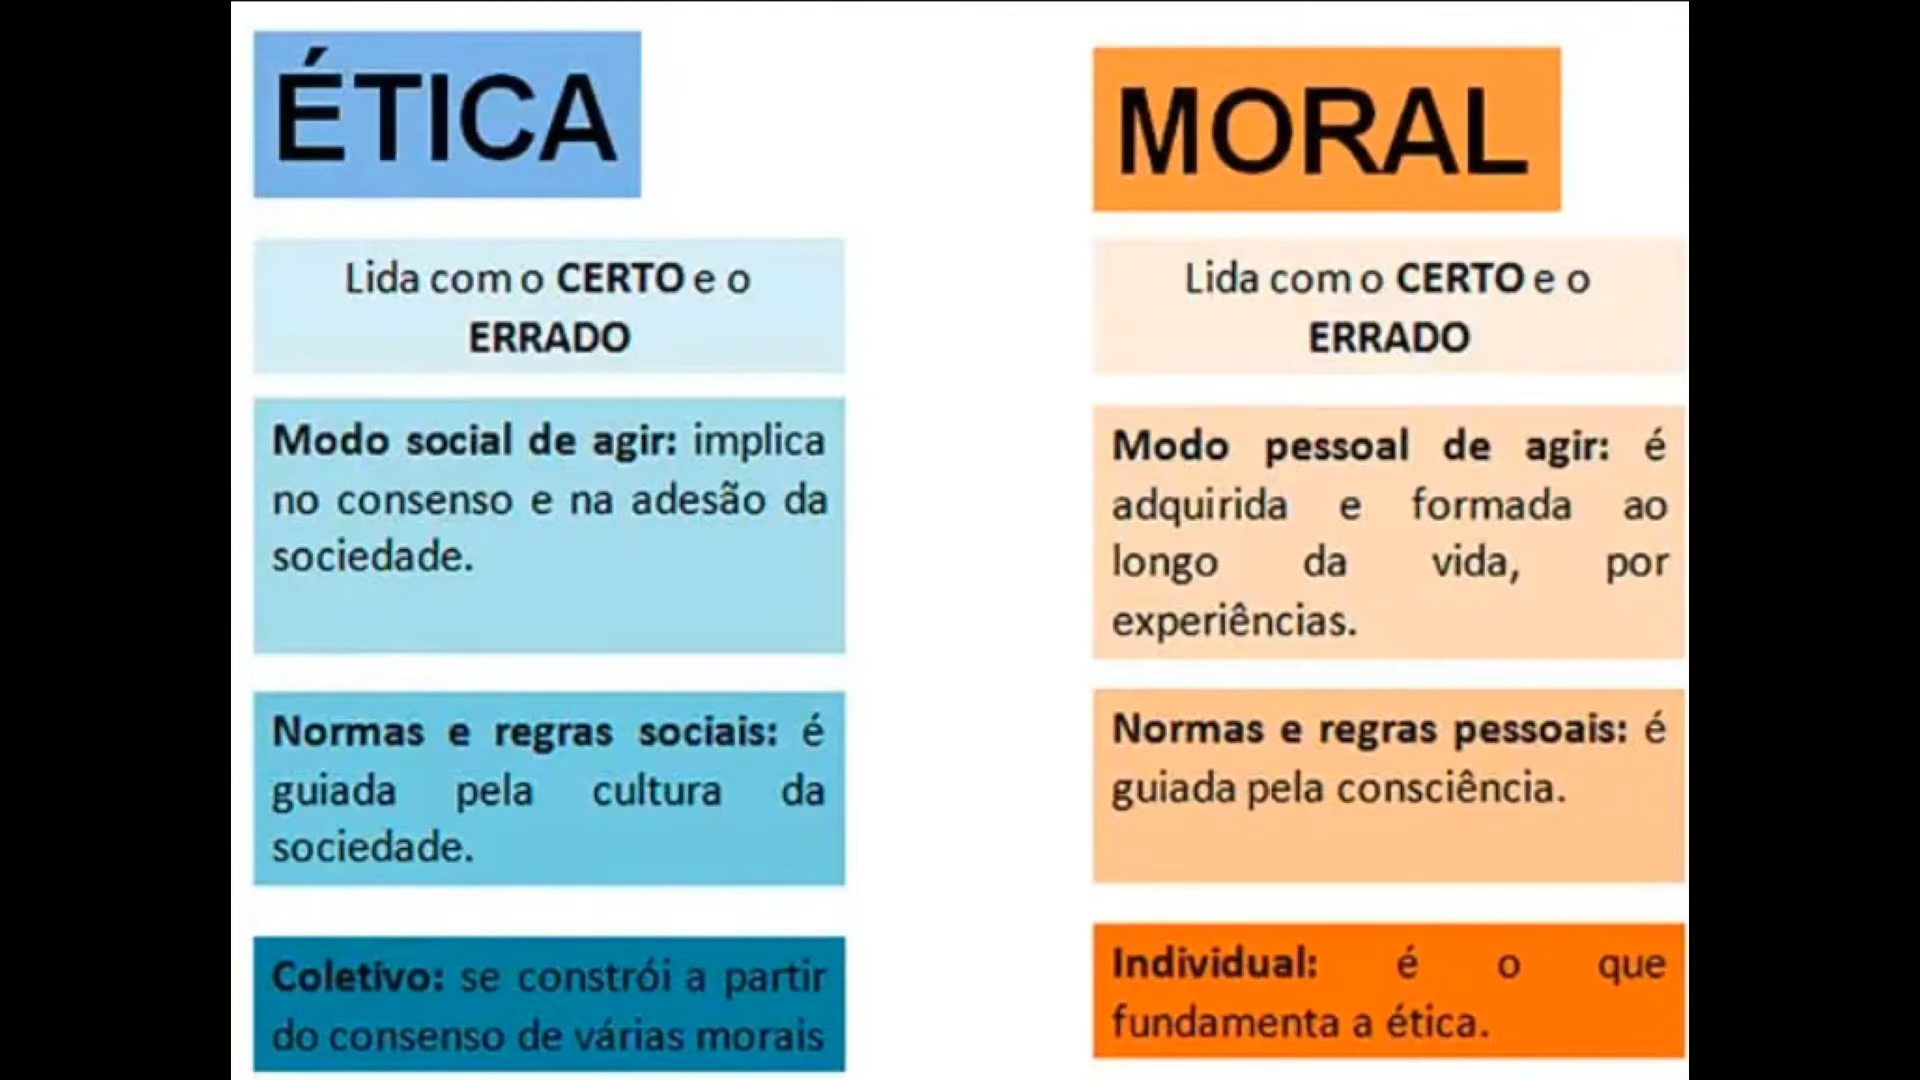 ÉTICA
Lida com o CERTO e o
ERRADO
Modo social de agir: implica
no consenso e na adesão da
sociedade.
Normas e regras sociais: é
guiada pela cultura da
sociedade.
Coletivo: se constrói a partir
do consenso de várias morais
MORAL
Lida com o CERTO e o
ERRADO
Modo pessoal de agir: é
adquirida e formada ao
longo da vida, por
experiências.
Normas e regras pessoais: é
guiada pela consciência.
Individual: é o que
fundamenta a ética.